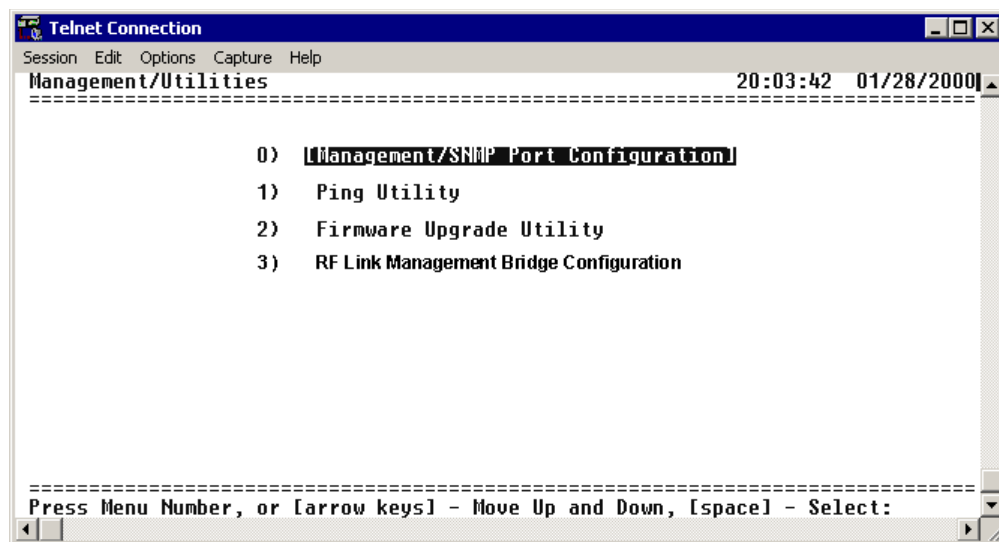 Telnet Connection
Session Edit Options Capture Help
Management/Utilities 20:03:42 01/28/2000
===============================================================================
0) [Management/SNMP Port Configuration]
1) Ping Utility
2) Firmware Upgrade Utility
3) RF Link Management Bridge Configuration
===============================================================================
Press Menu Number, or [arrow keys] - Move Up and Down, [space] - Select: